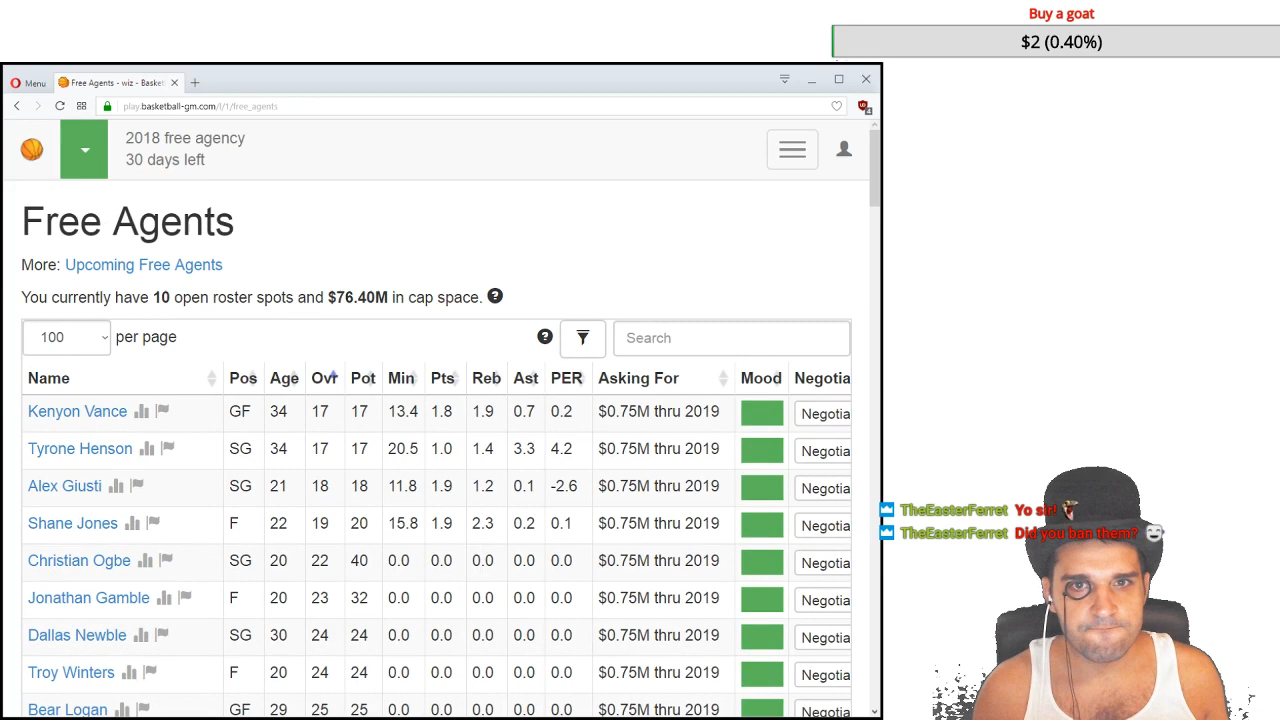 Buy a goat
$2 (0.40%)
Menu
Free Agents - wiz - Basket
play.basketball-gm.com/l/1/free_agents
4
2018 free agency
30 days left
Free Agents
More: Upcoming Free Agents
You currently have 10 open roster spots and $76.40M in cap space. ?
100 per page ? Search
Name Pos Age Ovr Pot Min Pts Reb Ast PER Asking For Mood Negotia
Kenyon Vance GF 34 17 17 13.4 1.8 1.9 0.7 0.2 $0.75M thru 2019 Negotia
Tyrone Henson SG 34 17 17 20.5 1.0 1.4 3.3 4.2 $0.75M thru 2019 Negotia
Alex Giusti SG 21 18 18 11.8 1.9 1.2 0.1 -2.6 $0.75M thru 2019 Negotia
Shane Jones F 22 19 20 15.8 1.9 2.3 0.2 0.1 $0.75M thru 2019 Negotia
Christian Ogbe SG 20 22 40 0.0 0.0 0.0 0.0 0.0 $0.75M thru 2019 Negotia
Jonathan Gamble F 20 23 32 0.0 0.0 0.0 0.0 0.0 $0.75M thru 2019 Negotia
Dallas Newble SG 30 24 24 0.0 0.0 0.0 0.0 0.0 $0.75M thru 2019 Negotia
Troy Winters F 20 24 24 0.0 0.0 0.0 0.0 0.0 $0.75M thru 2019 Negotia
Bear Logan GF 29 25 25 0.0 0.0 0.0 0.0 0.0 $0.75M thru 2019 Negotia
TheEasterFerret Yo sir!
TheEasterFerret Did you ban them?